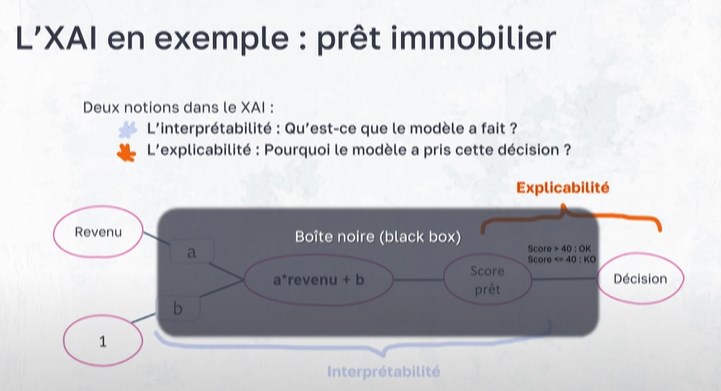 L'XAI en exemple : prêt immobilier
Deux notions dans le XAI :
L'interprétabilité : Qu'est-ce que le modèle a fait ?
L'explicabilité : Pourquoi le modèle a pris cette décision ?
Explicabilité
Revenu
Boîte noire (black box)
a
Score > 40 : OK
Score <= 40 : KO
a*revenu + b
Score
prêt
Décision
b
1
Interprétabilité